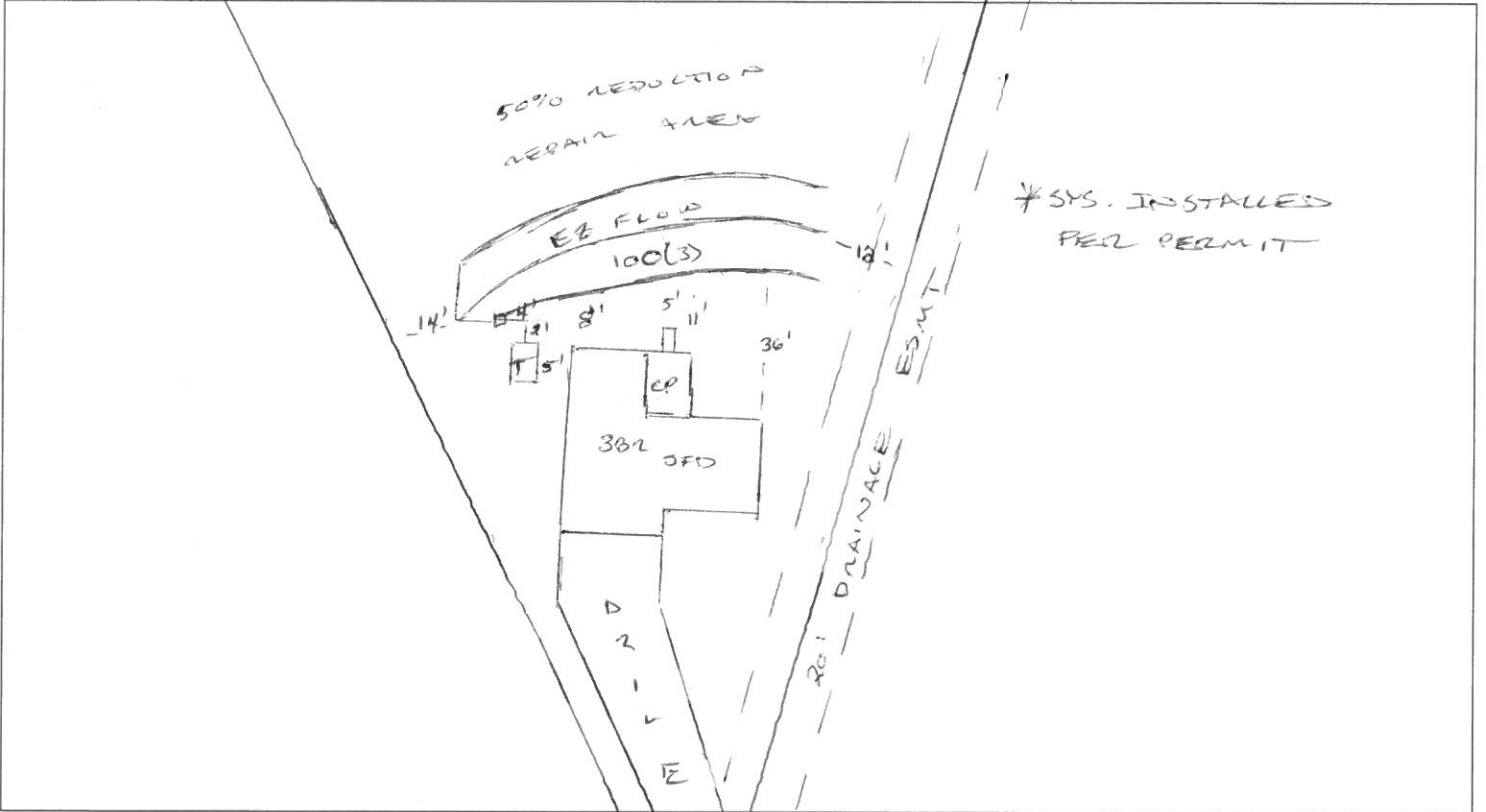 50% REDUCTION
REPAIR AREA
* SYS. INSTALLED
PER PERMIT
EZ FLOW
100(3)
12'
14'
4'
2'
8'
5'
11'
36'
T
5'
CP
3BR SFD
20' DRAINAGE ESMT
DRIVE